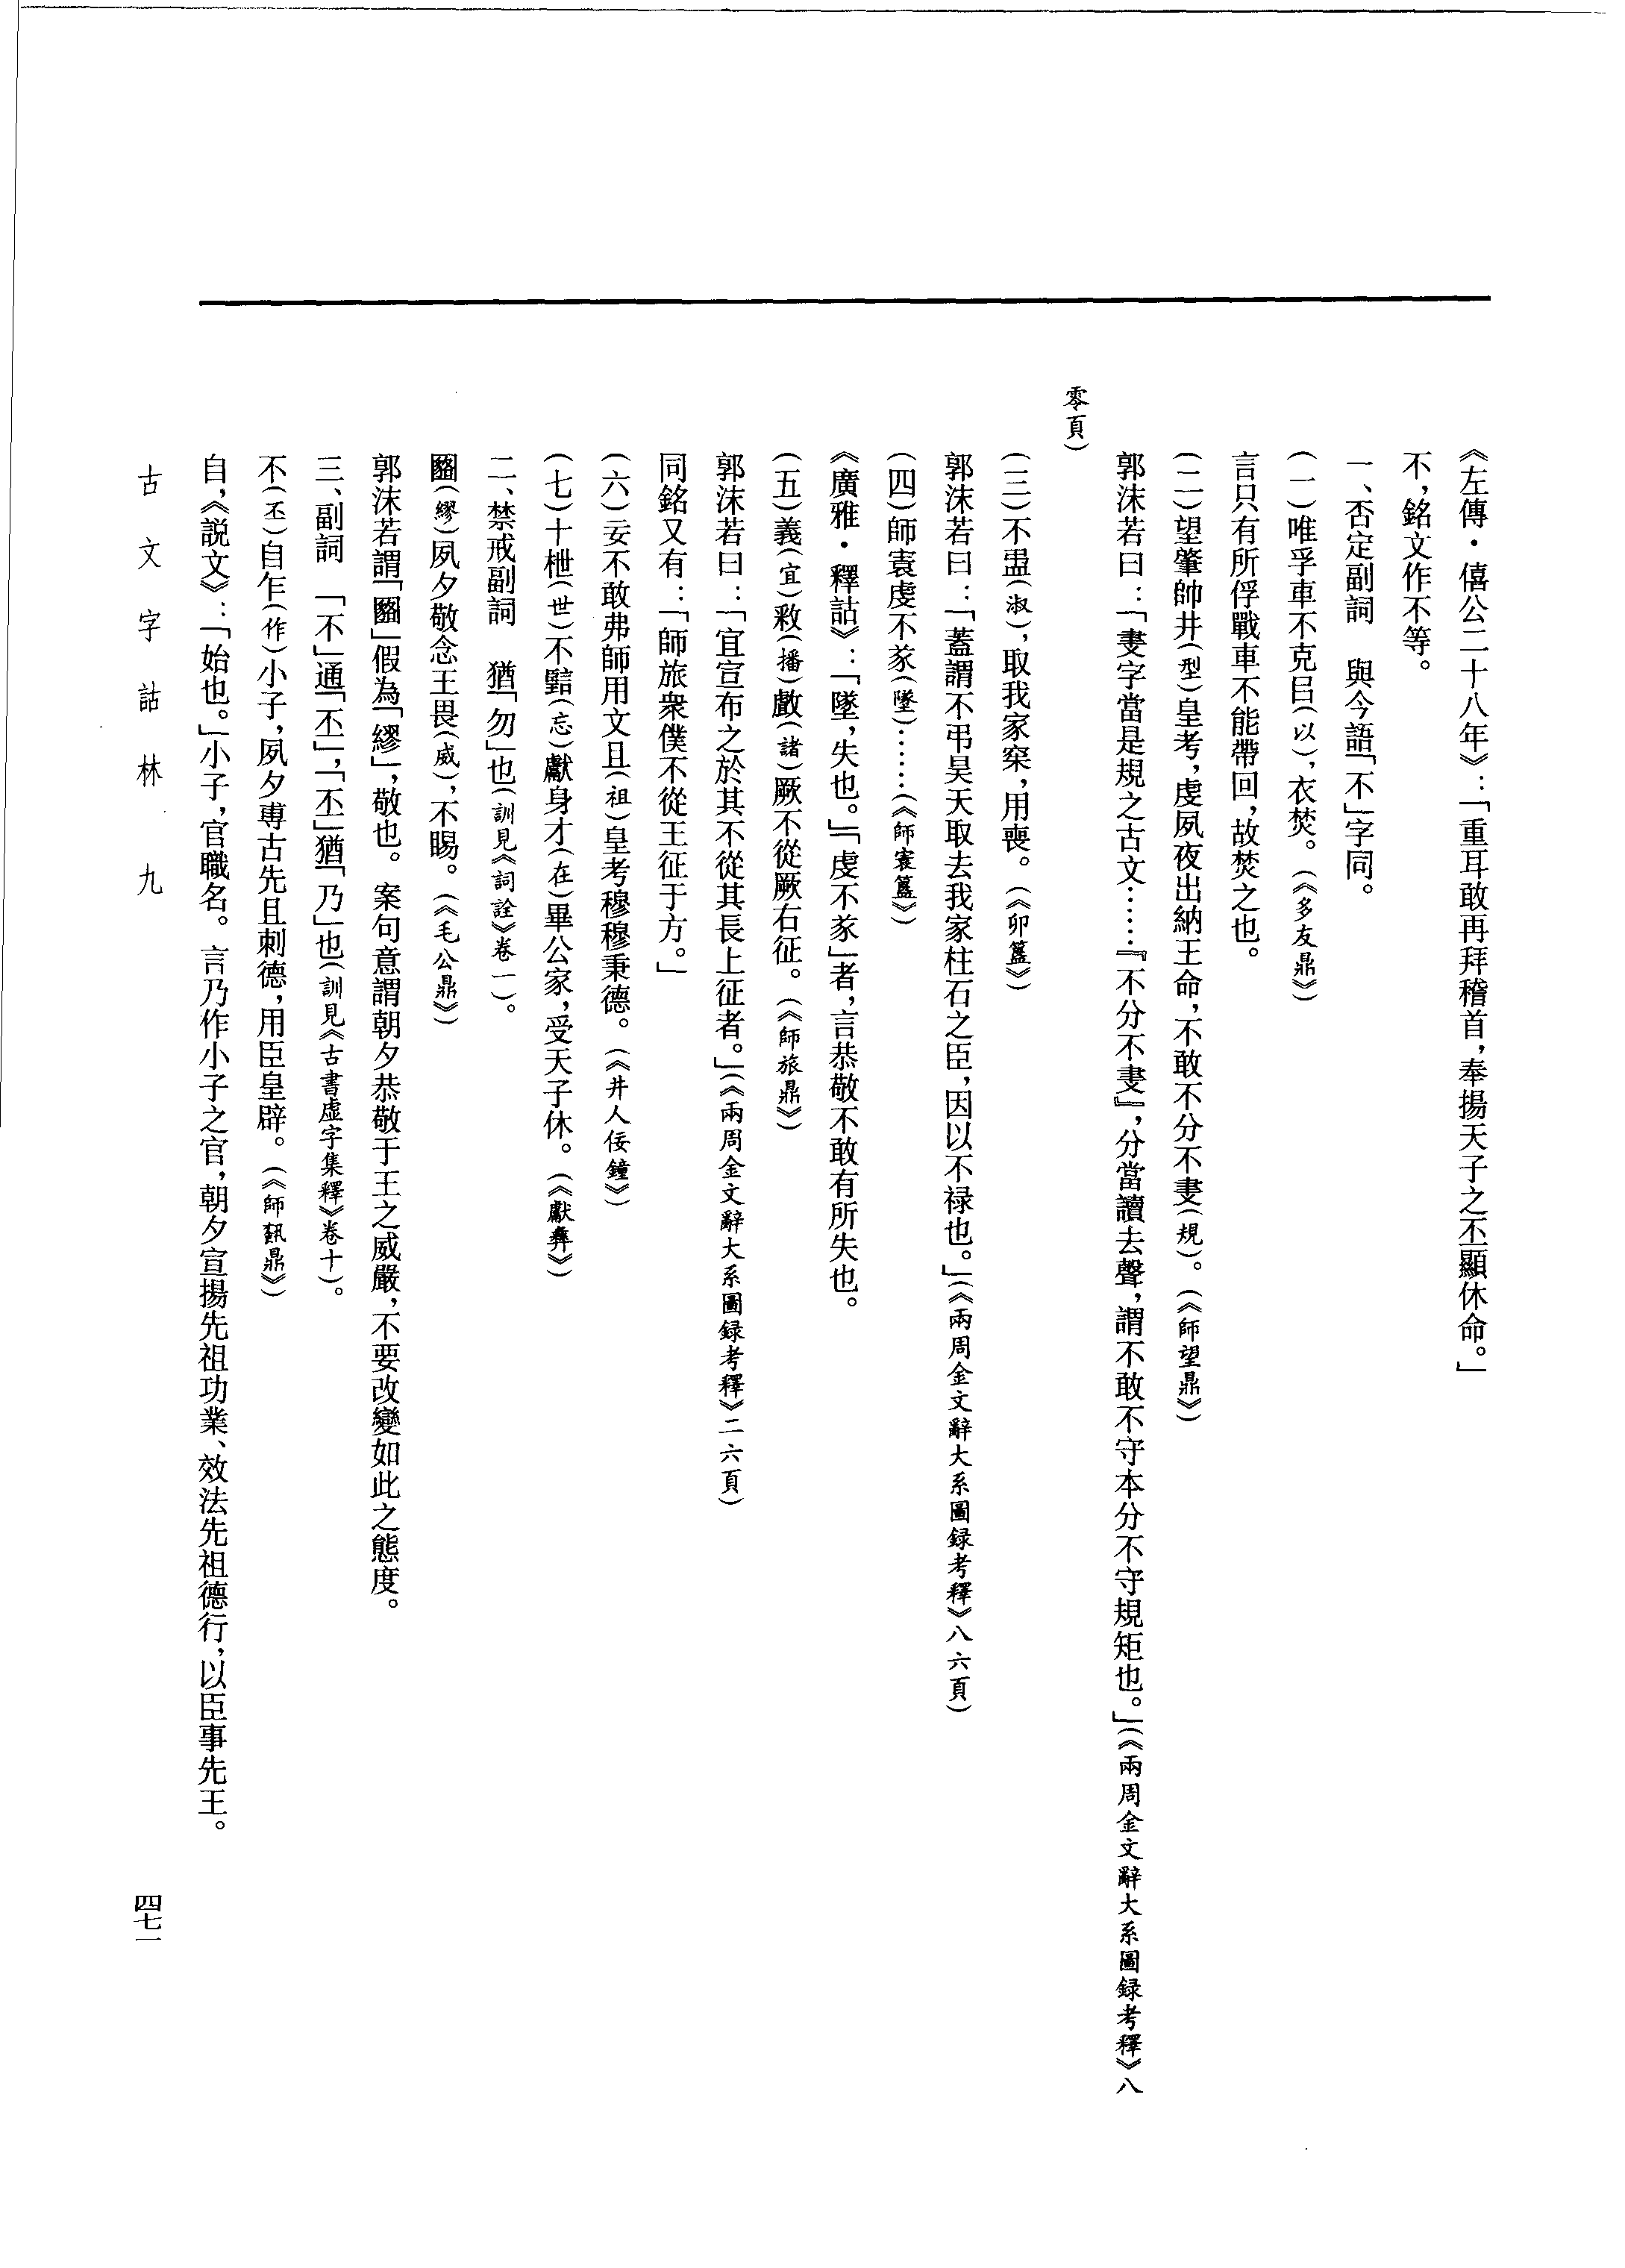 《左傳·僖公二十八年》：「重耳敢再拜稽首，奉揚天子之丕顯休命。」
不，銘文作不等。
一、否定副詞　與今語「不」字同。
（一）唯孚車不克㠯（以），衣焚。（《多友鼎》）
言只有所俘戰車不能帶回，故焚之也。
（二）望肇帥井（型）皇考，虔夙夜出納王命，不敢不分不㕟（規）。（《師望鼎》）
郭沫若曰：「㕟字當是規之古文……『不分不㕟』，分當讀去聲，謂不敢不守本分不守規矩也。」（《兩周金文辭大系圖録考釋》八
零頁）
（三）不盄（淑），取我家窒，用喪。（《卯簋》）
郭沫若曰：「蓋謂不弔昊天取去我家柱石之臣，因以不禄也。」（《兩周金文辭大系圖録考釋》八六頁）
（四）師寰虔不㒸（墜）……（《師寰簋》）
《廣雅·釋詁》：「墜，失也。」「虔不㒸」者，言恭敬不敢有所失也。
（五）義（宜）敉（播）㪥（諸）厥不從厥右征。（《師旅鼎》）
郭沫若曰：「宜宣布之於其不從其長上征者。」（《兩周金文辭大系圖録考釋》二六頁）
同銘又有：「師旅衆僕不從王征于方。」
（六）妄不敢弗師用文且（祖）皇考穆穆秉德。（《井人佞鐘》）
（七）十枻（世）不䛃（忘）獻身才（在）畢公家，受天子休。（《獻彝》）
二、禁戒副詞　猶「勿」也（訓見《詞詮》卷一）。
（繆）夙夕敬念王畏（威），不賜。（《毛公鼎》）
郭沫若謂「」假為「繆」，敬也。案句意謂朝夕恭敬于王之威嚴，不要改變如此之態度。
三、副詞　「不」通「丕」，「丕」猶「乃」也（訓見《古書虛字集釋》卷十）。
不（丕）自乍（作）小子，夙夕尃古先且剌德，用臣皇辟。（《師𩛥鼎》）
自，《説文》：「始也。」小子，官職名。言乃作小子之官，朝夕宣揚先祖功業、效法先祖德行，以臣事先王。
古文字詁林　九
四七一